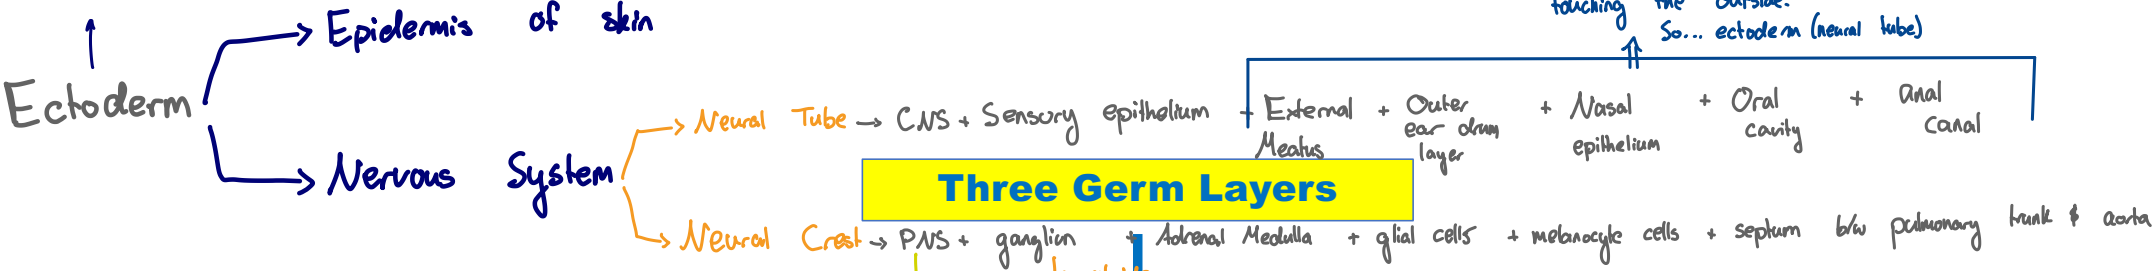 touching the outside.
So... ectoderm (neural tube)
Epidermis of skin
Ectoderm
Neural Tube → CNS + Sensory epithelium + External Meatus + Outer ear drum layer + Nasal epithelium + Oral cavity + anal canal
Nervous System
Three Germ Layers
Neural Crest → PNS + ganglion + Adrenal Medulla + glial cells + melanocyte cells + septum b/w pulmonary trunk & aorta